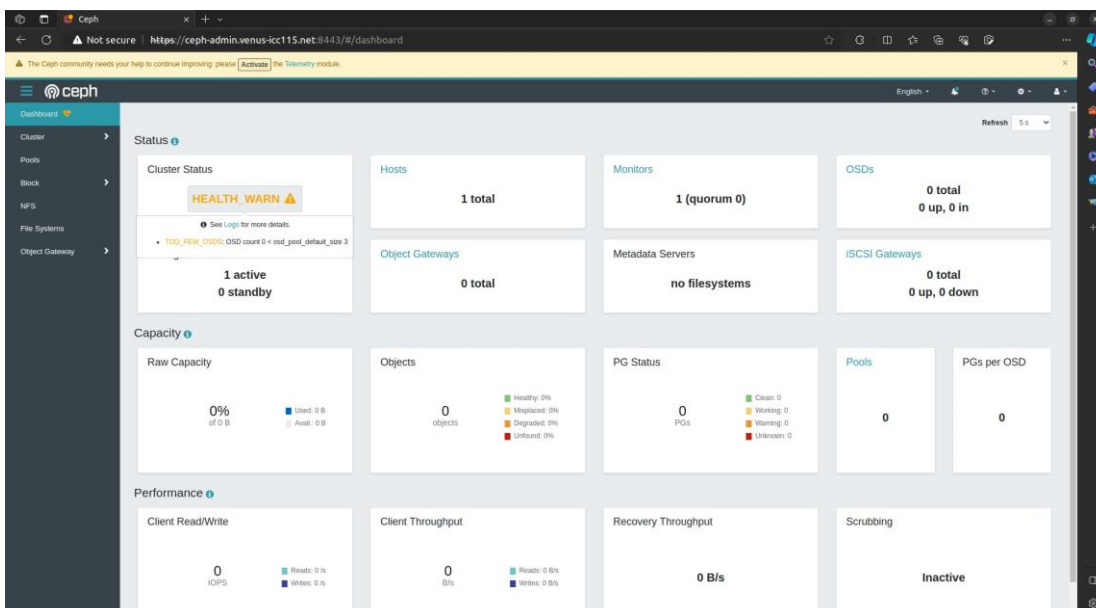 Ceph
Not secure https://ceph-admin.venus-icc115.net:8443/#/dashboard
The Ceph community needs your help to continue improving: please Activate the Telemetry module.
ceph
English
Dashboard
Cluster
Pools
Block
NFS
File Systems
Object Gateway
Refresh 5 s
Status
Cluster Status
HEALTH_WARN
See Logs for more details.
TOO_FEW_OSDS: OSD count 0 < osd_pool_default_size 3
Hosts
1 total
Monitors
1 (quorum 0)
OSDs
0 total
0 up, 0 in
1 active
0 standby
Object Gateways
0 total
Metadata Servers
no filesystems
iSCSI Gateways
0 total
0 up, 0 down
Capacity
Raw Capacity
0%
of 0 B
Used: 0 B
Avail.: 0 B
Objects
0
objects
Healthy: 0%
Misplaced: 0%
Degraded: 0%
Unfound: 0%
PG Status
0
PGs
Clean: 0
Working: 0
Warning: 0
Unknown: 0
Pools
0
PGs per OSD
0
Performance
Client Read/Write
0
IOPS
Reads: 0 /s
Writes: 0 /s
Client Throughput
0
B/s
Reads: 0 B/s
Writes: 0 B/s
Recovery Throughput
0 B/s
Scrubbing
Inactive